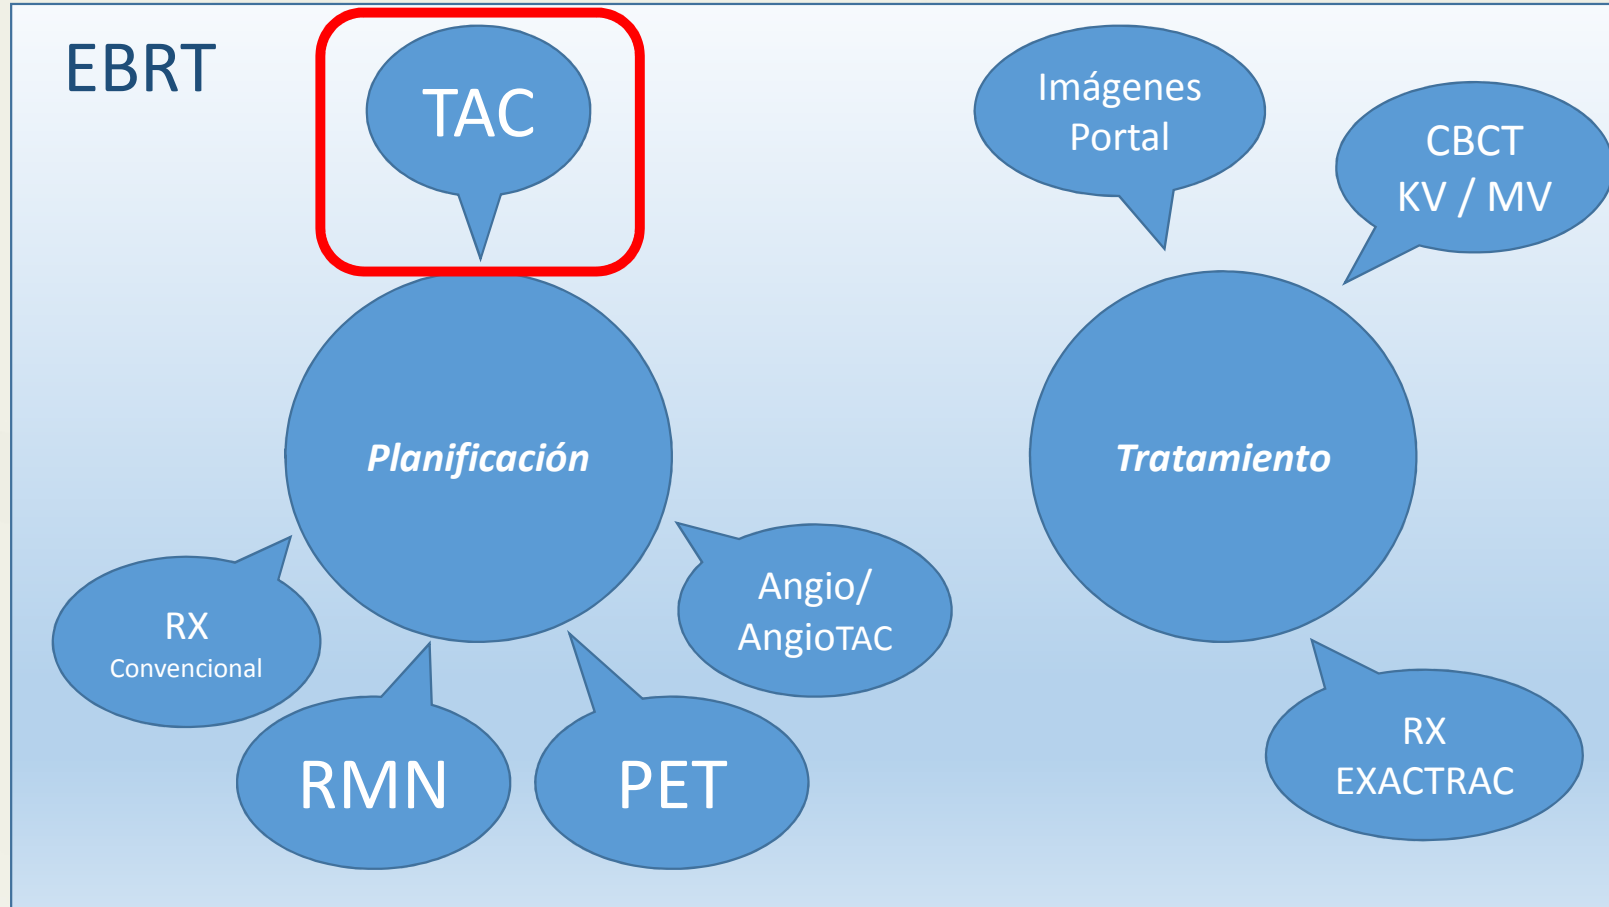 EBRT
TAC
Planificación
RX
Convencional
RMN
PET
Angio/
AngioTAC
Imágenes
Portal
CBCT
KV / MV
Tratamiento
RX
EXACTRAC